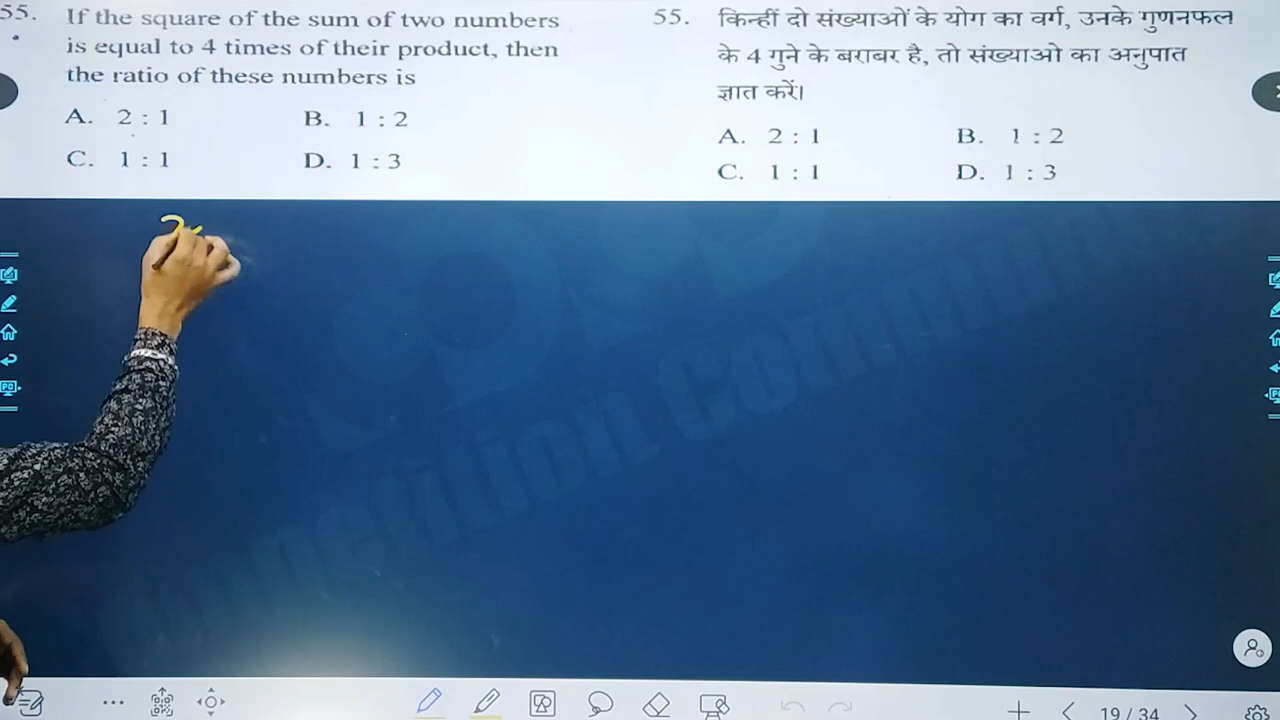 55. If the square of the sum of two numbers
is equal to 4 times of their product, then
the ratio of these numbers is
A. 2 : 1 B. 1 : 2
C. 1 : 1 D. 1 : 3
55. किन्हीं दो संख्याओं के योग का वर्ग, उनके गुणनफल
के 4 गुने के बराबर है, तो संख्याओ का अनुपात
ज्ञात करें।
A. 2 : 1 B. 1 : 2
C. 1 : 1 D. 1 : 3
19 / 34